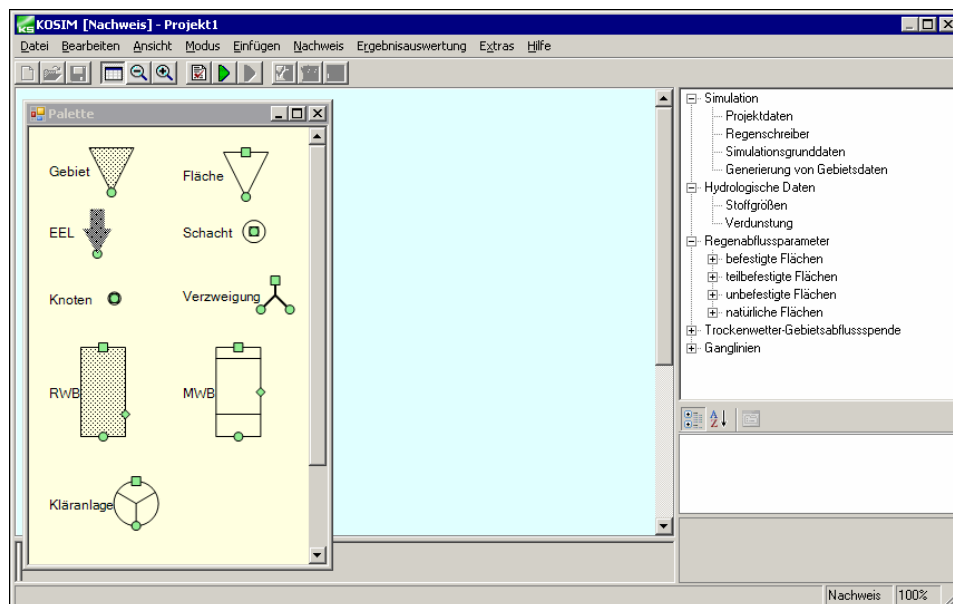 KOSIM [Nachweis] - Projekt1
Datei Bearbeiten Ansicht Modus Einfügen Nachweis Ergebnisauswertung Extras Hilfe
Palette
Gebiet
Fläche
EEL
Schacht
Knoten
Verzweigung
RWB
MWB
Kläranlage
Simulation
Projektdaten
Regenschreiber
Simulationsgrunddaten
Generierung von Gebietsdaten
Hydrologische Daten
Stoffgrößen
Verdunstung
Regenabflussparameter
befestigte Flächen
teilbefestigte Flächen
unbefestigte Flächen
natürliche Flächen
Trockenwetter-Gebietsabflussspende
Ganglinien
Nachweis 100%